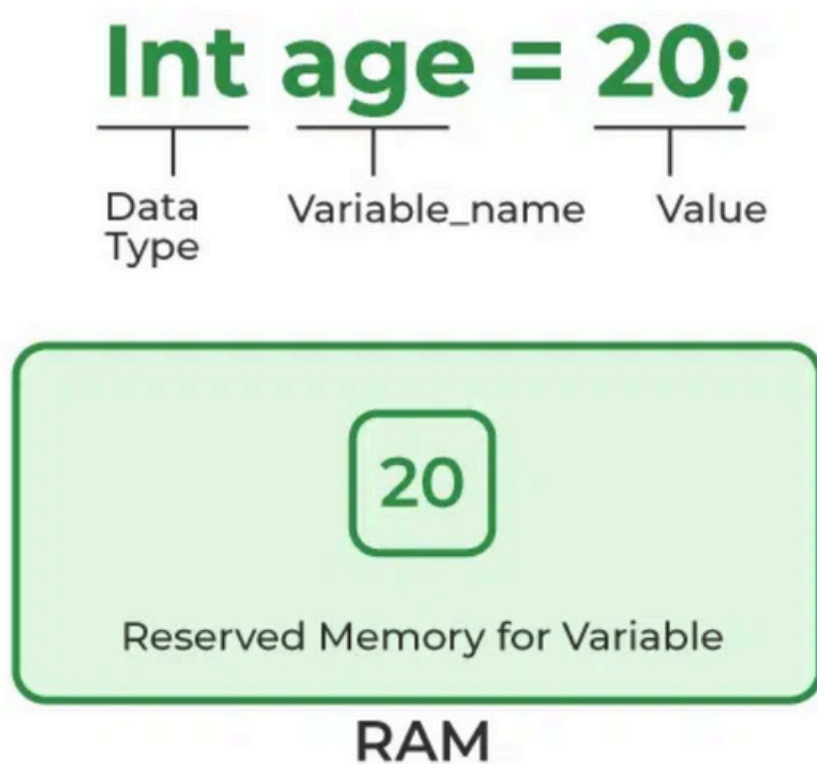 Int age = 20;
Data Variable_name Value
Type
20
Reserved Memory for Variable
RAM